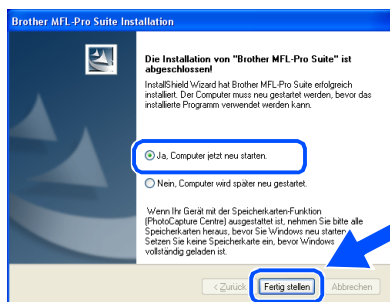 Brother MFL-Pro Suite Installation
Die Installation von "Brother MFL-Pro Suite" ist
abgeschlossen!
InstallShield Wizard hat Brother MFL-Pro Suite erfolgreich
installiert. Der Computer muss neu gestartet werden, bevor das
installierte Programm verwendet werden kann.
Ja, Computer jetzt neu starten.
Nein, Computer wird später neu gestartet.
Wenn Ihr Gerät mit der Speicherkarten-Funktion
(PhotoCapture Centre) ausgestattet ist, nehmen Sie bitte alle
Speicherkarten heraus, bevor Sie Windows neu starten.
Setzen Sie keine Speicherkarte ein, bevor Windows
vollständig geladen ist.
< Zurück Fertig stellen Abbrechen